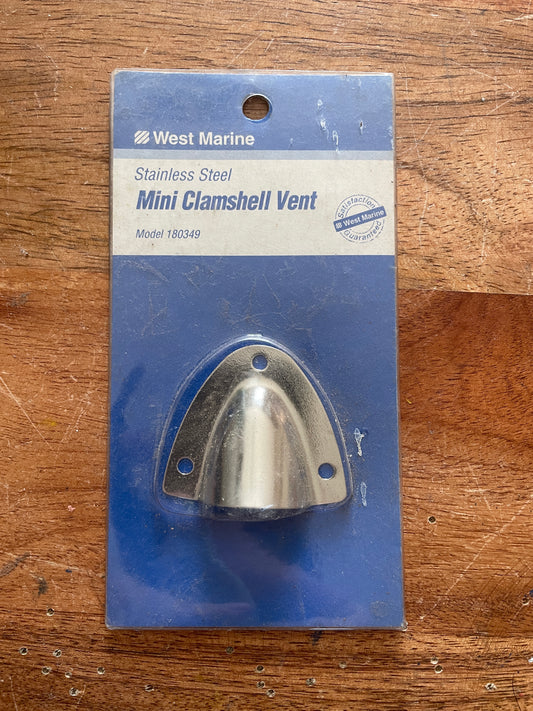 West Marine
Stainless Steel
Mini Clamshell Vent
Model 180349
Satisfaction
West Marine
Guaranteed